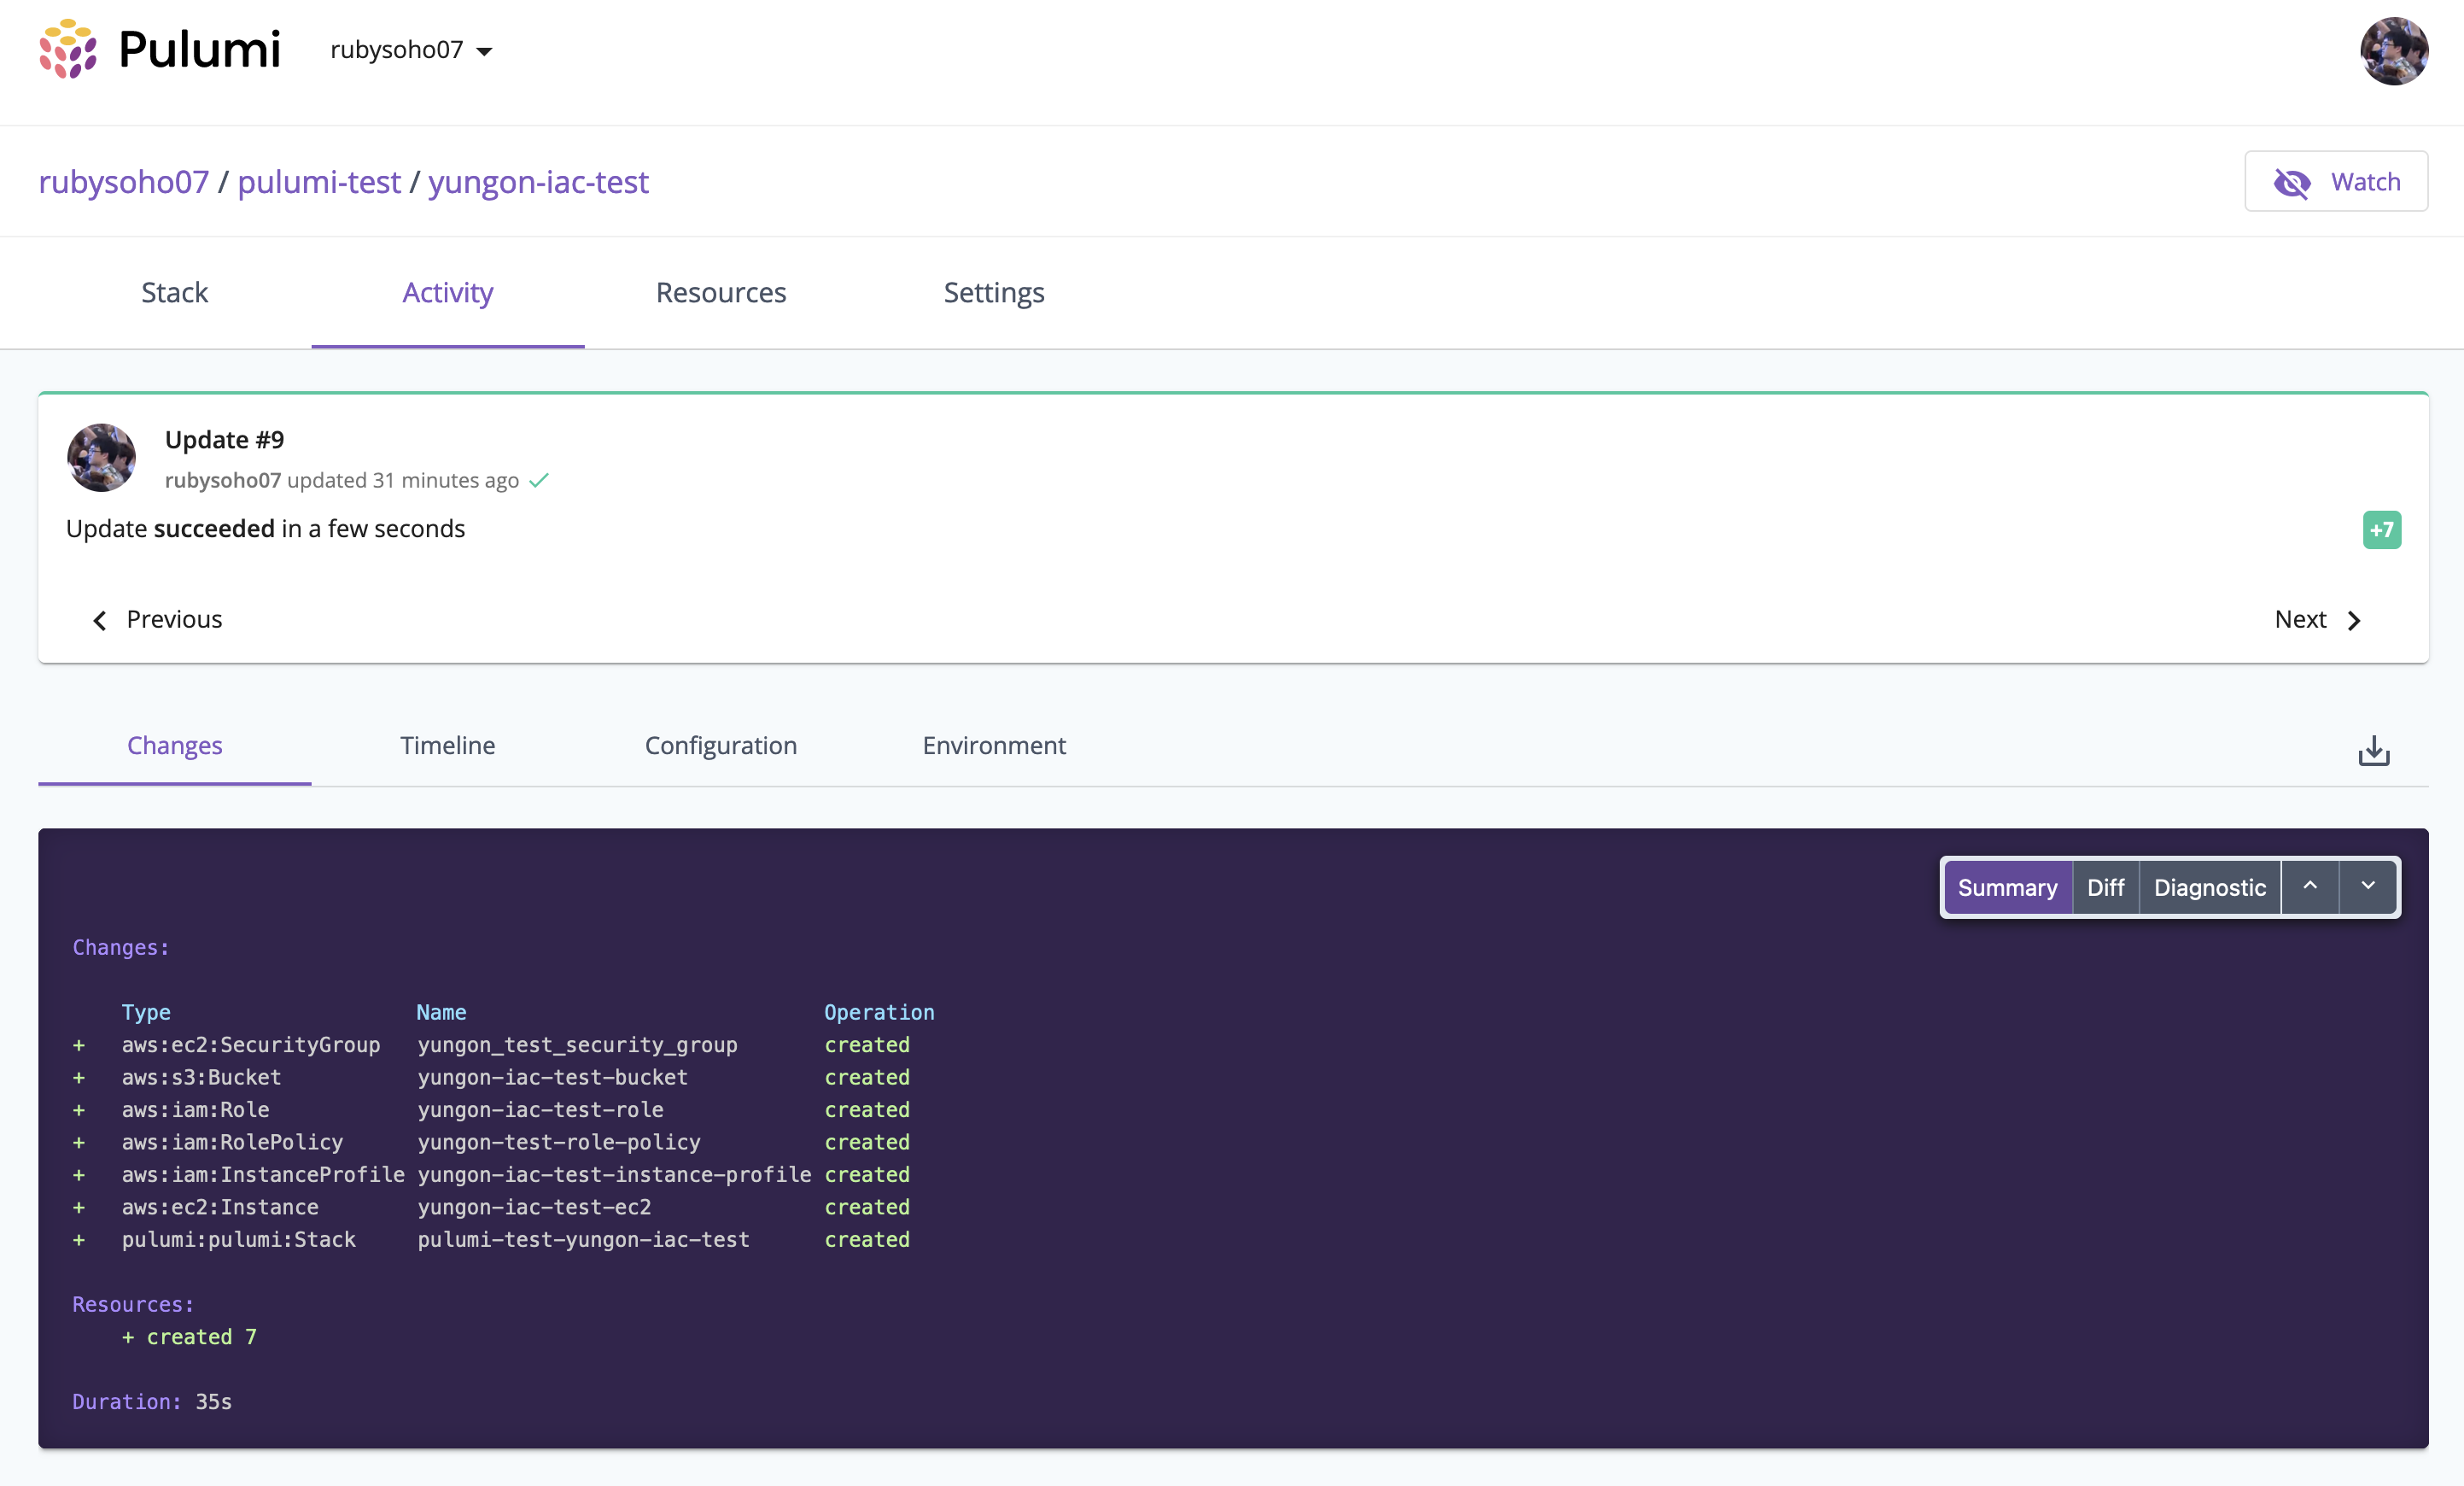 Pulumi rubysoho07
rubysoho07 / pulumi-test / yungon-iac-test Watch
Stack Activity Resources Settings
Update #9
rubysoho07 updated 31 minutes ago
Update succeeded in a few seconds +7
Previous Next
Changes Timeline Configuration Environment
Summary Diff Diagnostic
Changes:
Type Name Operation
+ aws:ec2:SecurityGroup yungon_test_security_group created
+ aws:s3:Bucket yungon-iac-test-bucket created
+ aws:iam:Role yungon-iac-test-role created
+ aws:iam:RolePolicy yungon-test-role-policy created
+ aws:iam:InstanceProfile yungon-iac-test-instance-profile created
+ aws:ec2:Instance yungon-iac-test-ec2 created
+ pulumi:pulumi:Stack pulumi-test-yungon-iac-test created
Resources:
+ created 7
Duration: 35s